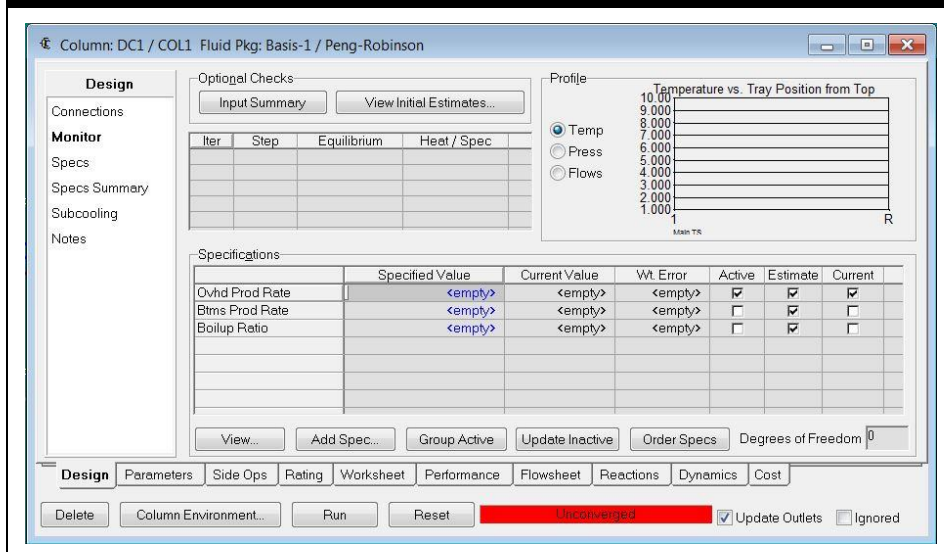 Column: DC1 / COL1 Fluid Pkg: Basis-1 / Peng-Robinson
Design
Connections
Monitor
Specs
Specs Summary
Subcooling
Notes
Optional Checks
Input Summary View Initial Estimates...
Iter Step Equilibrium Heat / Spec
Profile
Temp
Press
Flows
Temperature vs. Tray Position from Top
10.00
9.000
8.000
7.000
6.000
5.000
4.000
3.000
2.000
1.000
1 R
Main TS
Specifications
Specified Value Current Value Wt. Error Active Estimate Current
Ovhd Prod Rate <empty> <empty> <empty>
Btms Prod Rate <empty> <empty> <empty>
Boilup Ratio <empty> <empty> <empty>
View... Add Spec... Group Active Update Inactive Order Specs Degrees of Freedom 0
Design Parameters Side Ops Rating Worksheet Performance Flowsheet Reactions Dynamics Cost
Delete Column Environment... Run Reset Unconverged Update Outlets Ignored